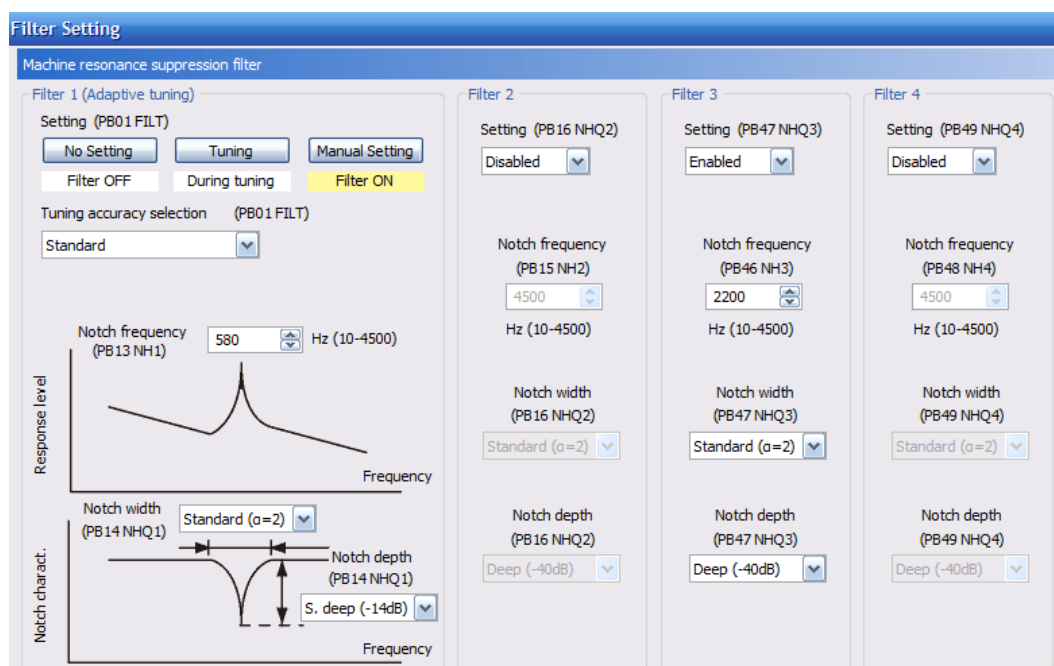 Filter Setting
Machine resonance suppression filter
Filter 1 (Adaptive tuning)
Setting (PB01 FILT)
No Setting
Tuning
Manual Setting
Filter OFF
During tuning
Filter ON
Tuning accuracy selection (PB01 FILT)
Standard
Notch frequency
(PB13 NH1)
580
Hz (10-4500)
Response level
Frequency
Notch width
(PB14 NHQ1)
Standard (α=2)
Notch depth
(PB14 NHQ1)
S. deep (-14dB)
Notch charact.
Frequency
Filter 2
Setting (PB16 NHQ2)
Disabled
Notch frequency
(PB15 NH2)
4500
Hz (10-4500)
Notch width
(PB16 NHQ2)
Standard (α=2)
Notch depth
(PB16 NHQ2)
Deep (-40dB)
Filter 3
Setting (PB47 NHQ3)
Enabled
Notch frequency
(PB46 NH3)
2200
Hz (10-4500)
Notch width
(PB47 NHQ3)
Standard (α=2)
Notch depth
(PB47 NHQ3)
Deep (-40dB)
Filter 4
Setting (PB49 NHQ4)
Disabled
Notch frequency
(PB48 NH4)
4500
Hz (10-4500)
Notch width
(PB49 NHQ4)
Standard (α=2)
Notch depth
(PB49 NHQ4)
Deep (-40dB)